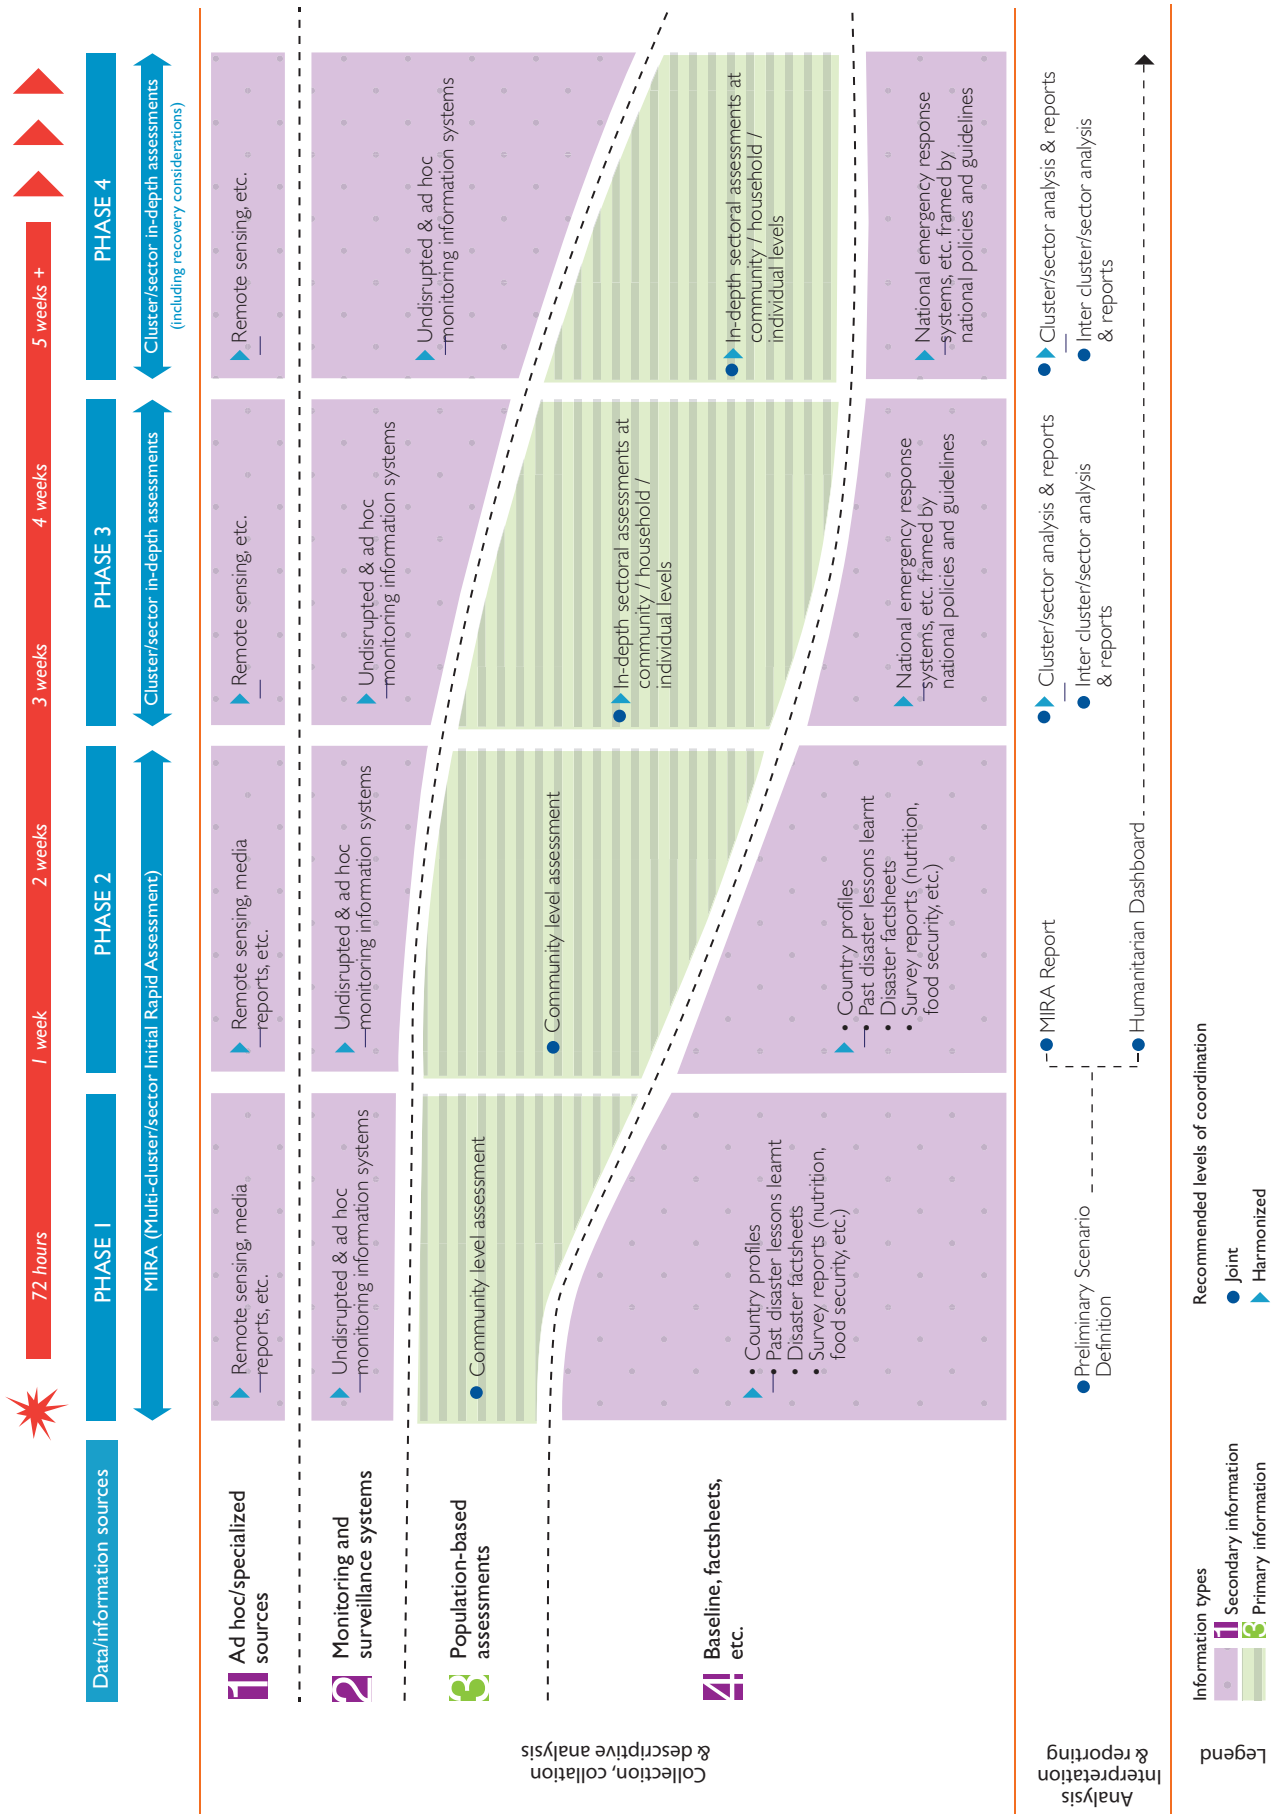 72 hours
1 week
2 weeks
3 weeks
4 weeks
5 weeks +
Data/information sources
PHASE 1
PHASE 2
PHASE 3
PHASE 4
MIRA (Multi-cluster/sector Initial Rapid Assessment)
Cluster/sector in-depth assessments
Cluster/sector in-depth assessments
(including recovery considerations)
Collection, collation
& descriptive analysis
1 Ad hoc/specialized
sources
Remote sensing, media
reports, etc.
Remote sensing, media
reports, etc.
Remote sensing, etc.
Remote sensing, etc.
2 Monitoring and
surveillance systems
Undisrupted & ad hoc
monitoring information systems
Undisrupted & ad hoc
monitoring information systems
Undisrupted & ad hoc
monitoring information systems
Undisrupted & ad hoc
monitoring information systems
3 Population-based
assessments
Community level assessment
Community level assessment
In-depth sectoral assessments at
community / household /
individual levels
In-depth sectoral assessments at
community / household /
individual levels
4 Baseline, factsheets,
etc.
• Country profiles
• Past disaster lessons learnt
• Disaster factsheets
• Survey reports (nutrition,
food security, etc.)
• Country profiles
• Past disaster lessons learnt
• Disaster factsheets
• Survey reports (nutrition,
food security, etc.)
National emergency response
systems, etc. framed by
national policies and guidelines
National emergency response
systems, etc. framed by
national policies and guidelines
Analysis
Interpretation
& reporting
Preliminary Scenario
Definition
MIRA Report
Humanitarian Dashboard
Cluster/sector analysis & reports
Inter cluster/sector analysis
& reports
Cluster/sector analysis & reports
Inter cluster/sector analysis
& reports
Legend
Information types
1 Secondary information
3 Primary information
Recommended levels of coordination
Joint
Harmonized